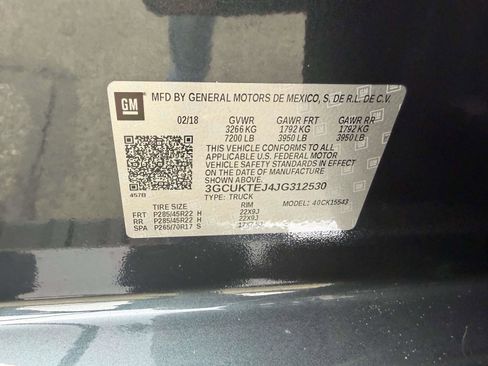 GM
MFD BY GENERAL MOTORS DE MEXICO, S. DE R.L. DE C.V.
02/18 GVWR GAWR FRT GAWR RR
3266 KG 1792 KG 1792 KG
7200 LB 3950 LB 3950 LB
THIS VEHICLE CONFORMS TO ALL
APPLICABLE U.S. FEDERAL MOTOR
VEHICLE SAFETY STANDARDS IN EFFECT
ON THE DATE OF MANUFACTURE SHOWN
ABOVE.
3GCUKTEJ4JG312530
457B TYPE: TRUCK
MODEL: 40CK15543
TIRE SIZE RIM
FRT P285/45R22 H 22X9J
RR P285/45R22 H 22X9J
SPA P265/70R17 S